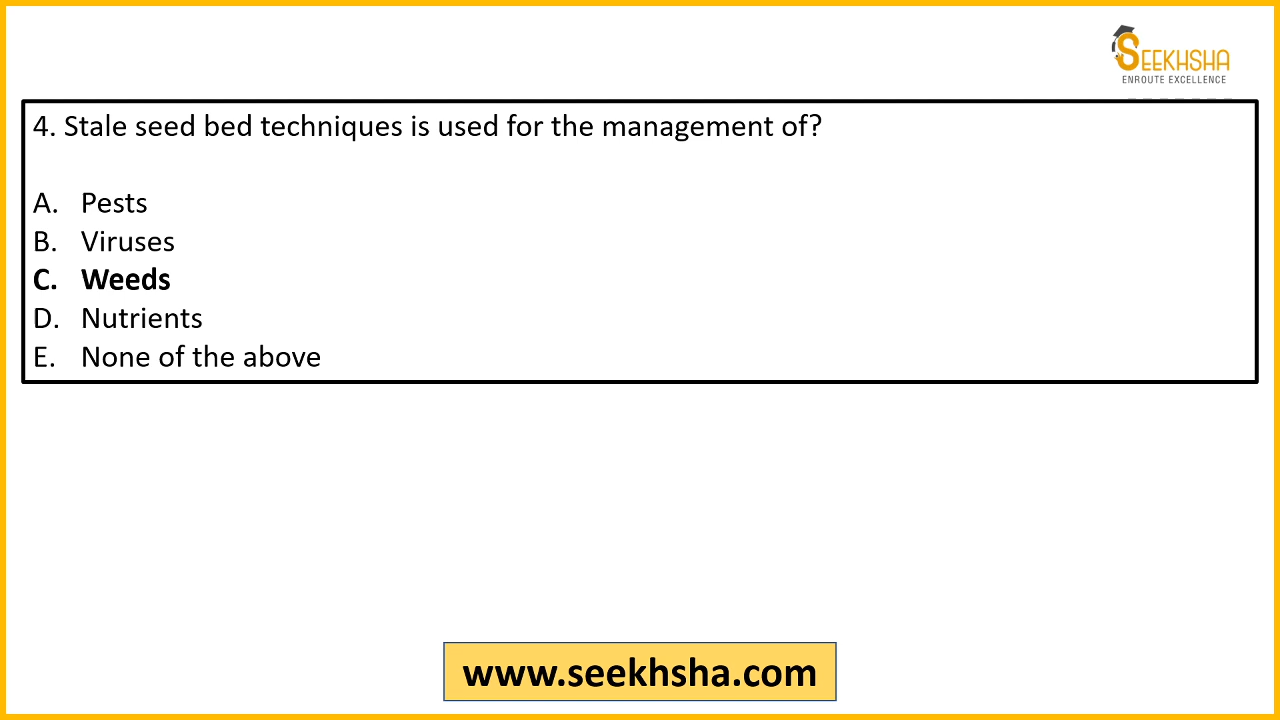 SEEKHSHA
ENROUTE EXCELLENCE
4. Stale seed bed techniques is used for the management of?
A. Pests
B. Viruses
C. Weeds
D. Nutrients
E. None of the above
www.seekhsha.com